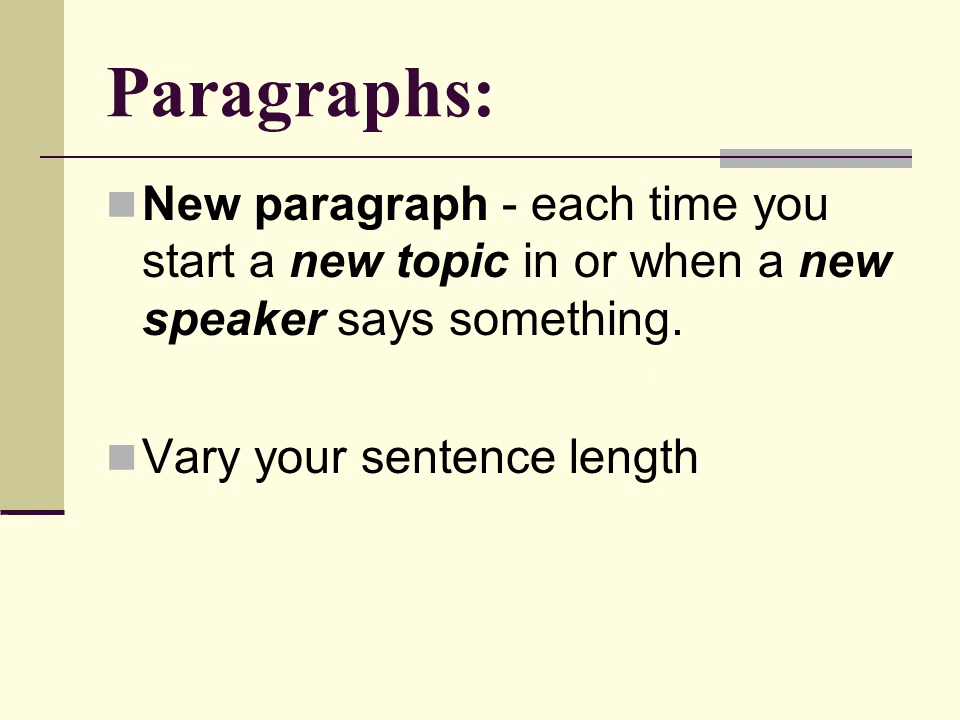 Paragraphs:
New paragraph - each time you
start a new topic in or when a new
speaker says something.
Vary your sentence length